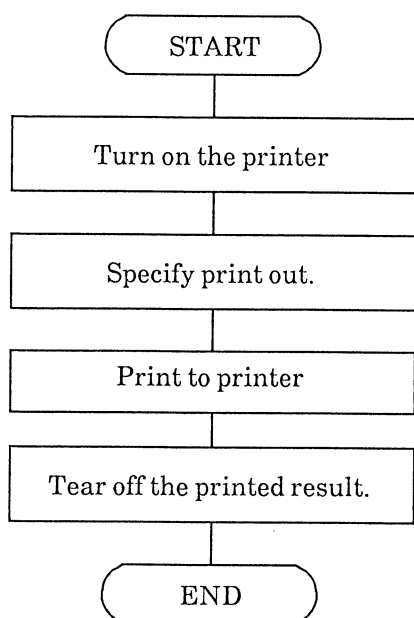 START
Turn on the printer
Specify print out.
Print to printer
Tear off the printed result.
END